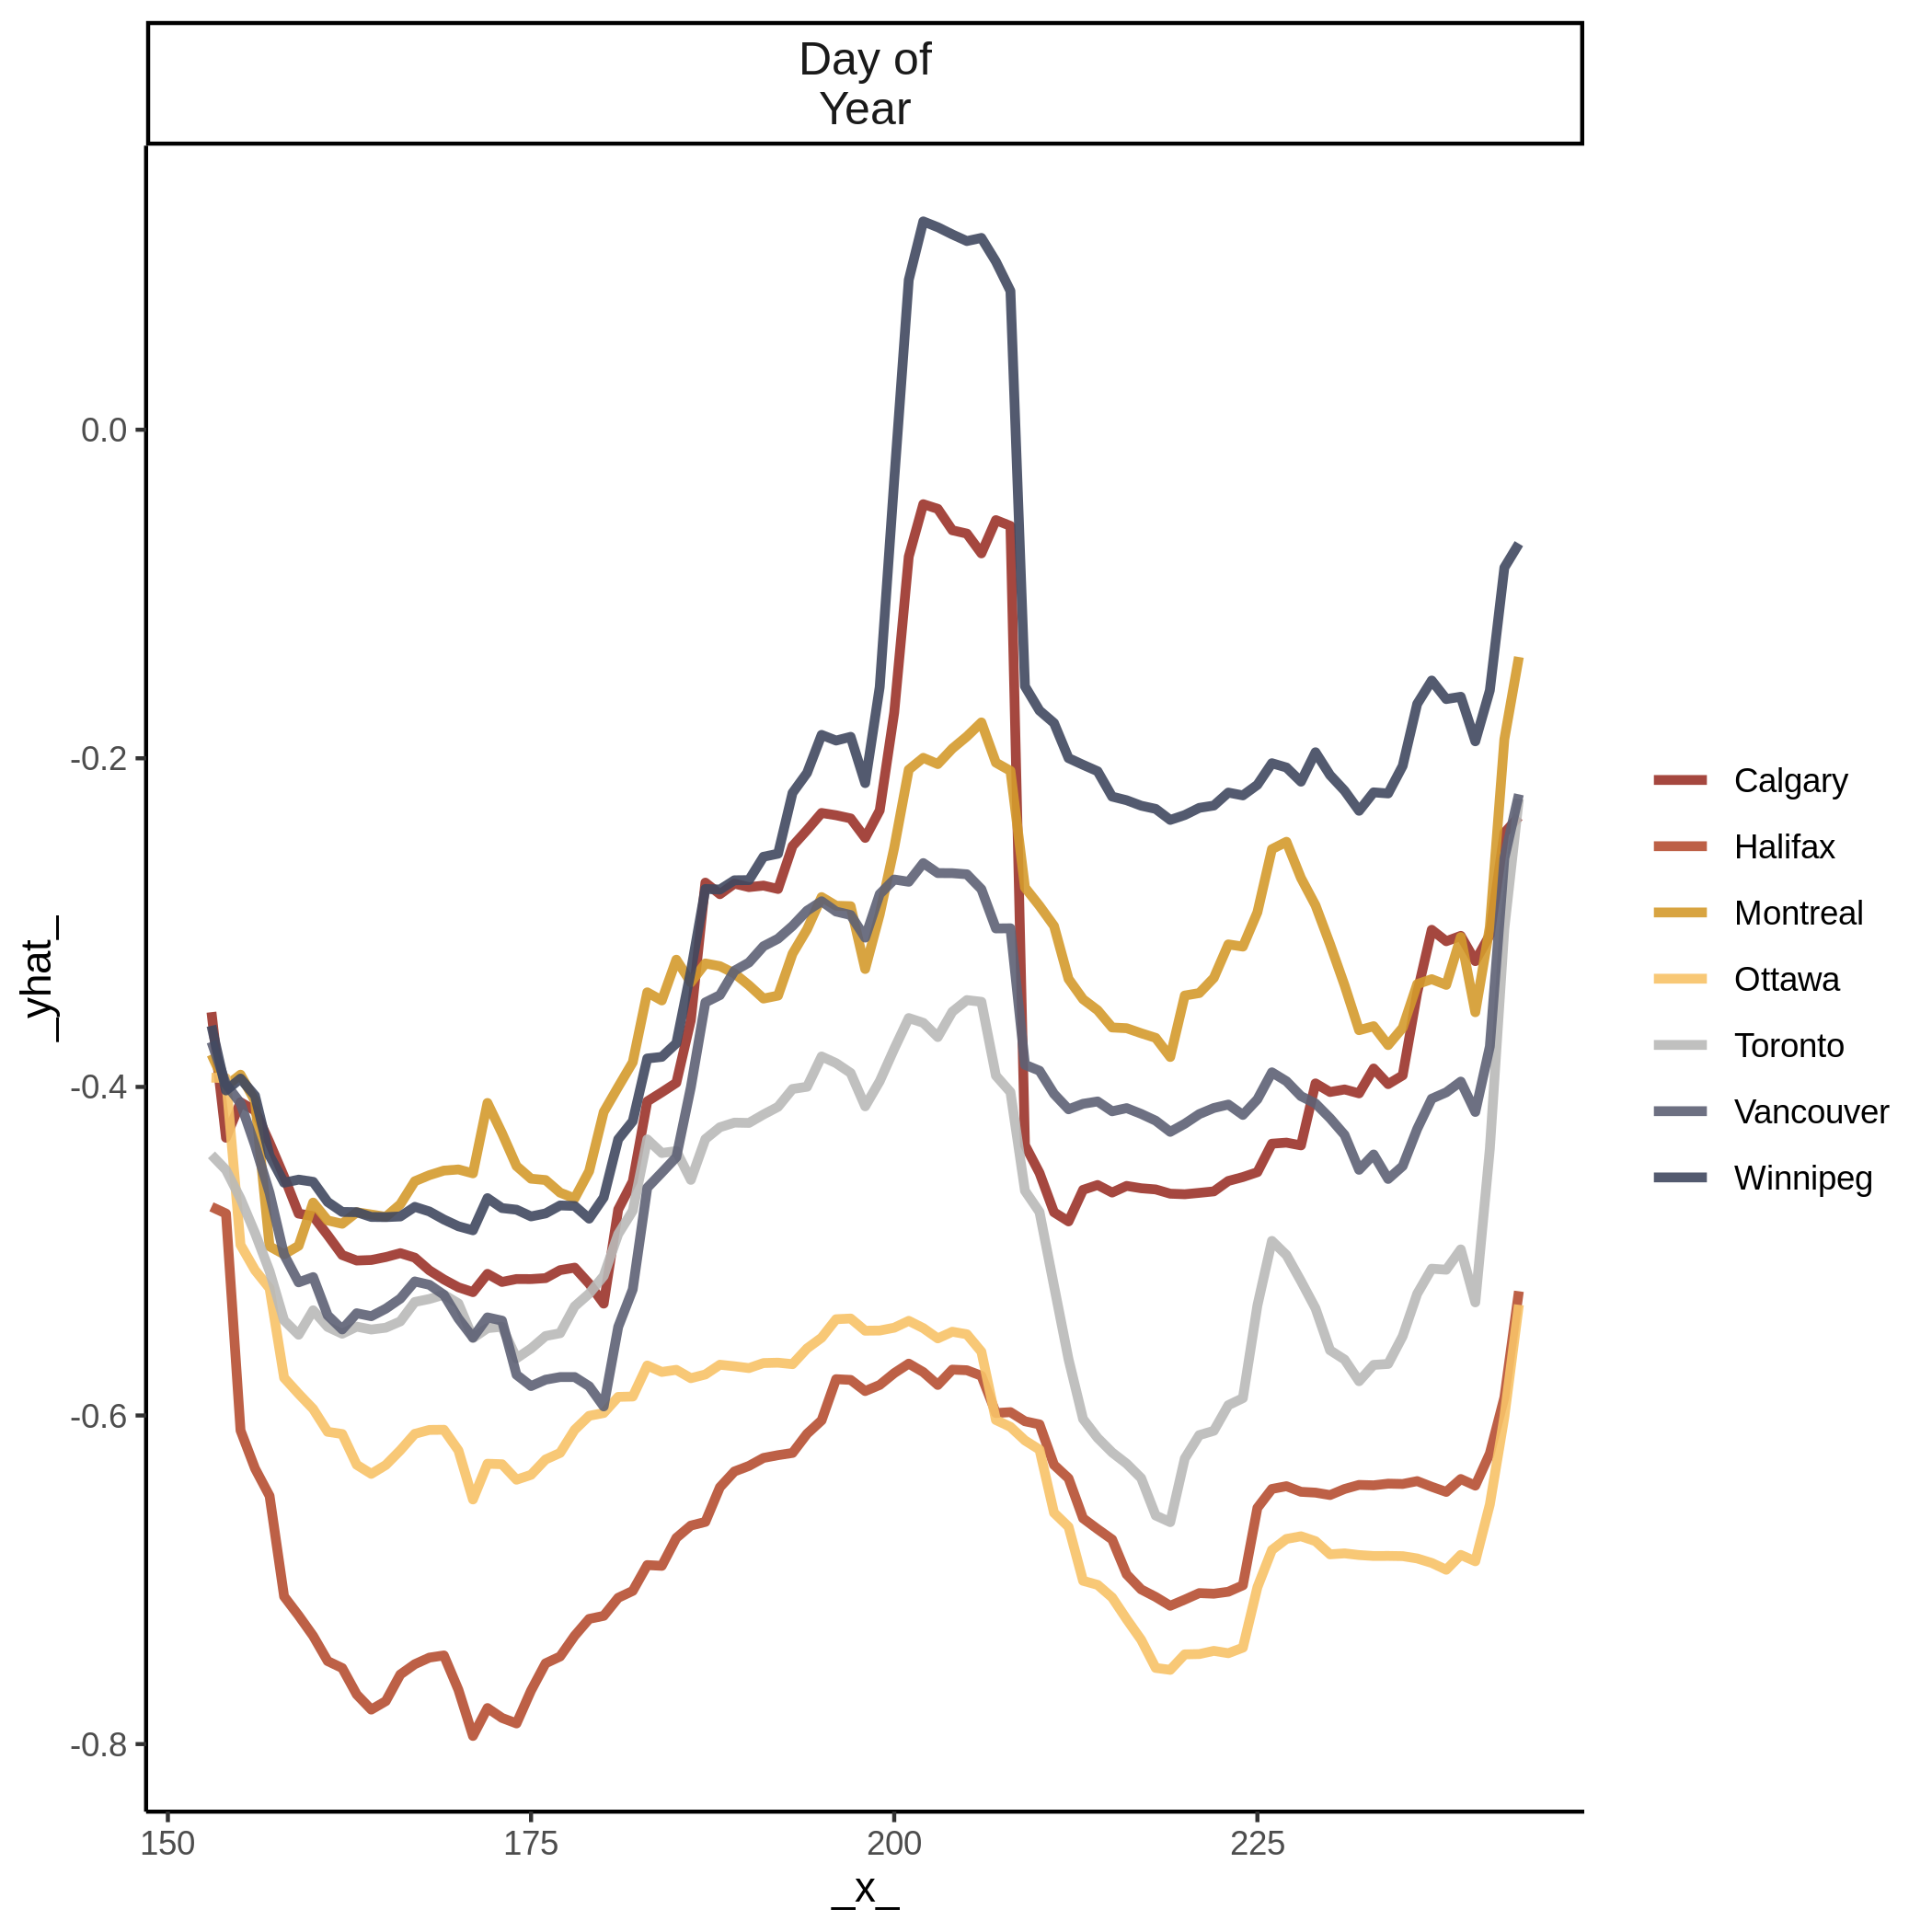 Day of
Year
0.0
-0.2
-0.4
-0.6
-0.8
_yhat_
150
175
200
225
_x_
Calgary
Halifax
Montreal
Ottawa
Toronto
Vancouver
Winnipeg